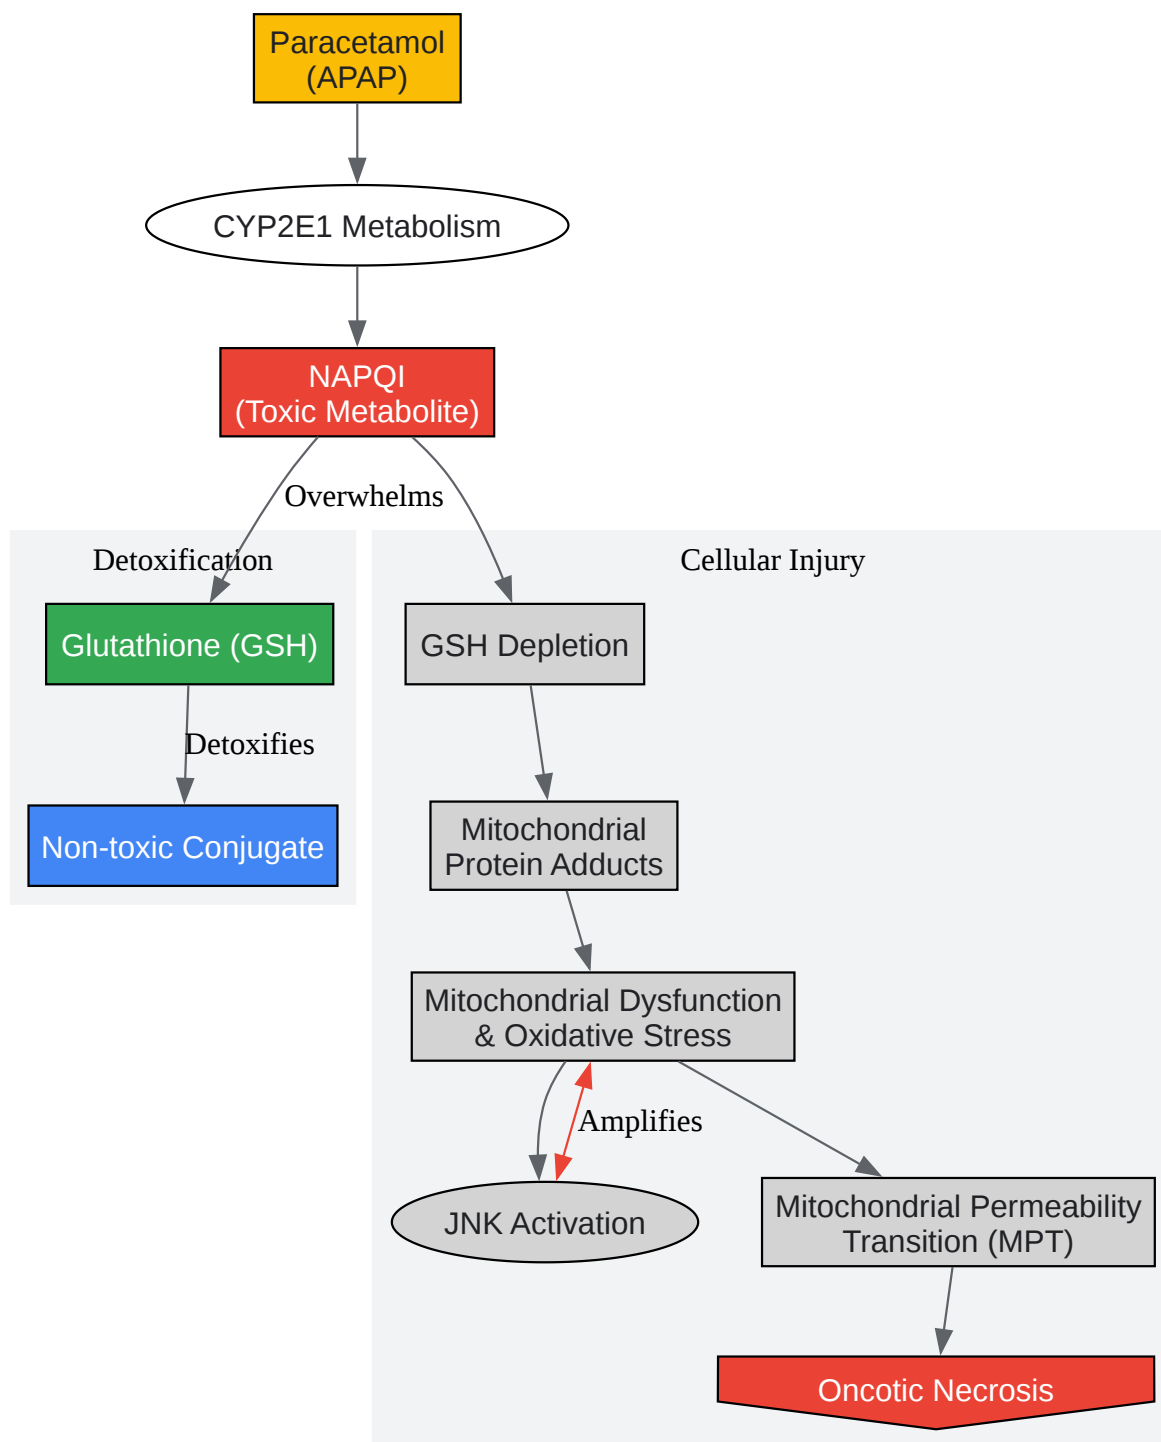 Paracetamol
(APAP)
CYP2E1 Metabolism
NAPQI
(Toxic Metabolite)
Overwhelms
Detoxification
Cellular Injury
Glutathione (GSH)
GSH Depletion
Detoxifies
Non-toxic Conjugate
Mitochondrial
Protein Adducts
Mitochondrial Dysfunction
& Oxidative Stress
Amplifies
JNK Activation
Mitochondrial Permeability
Transition (MPT)
Oncotic Necrosis